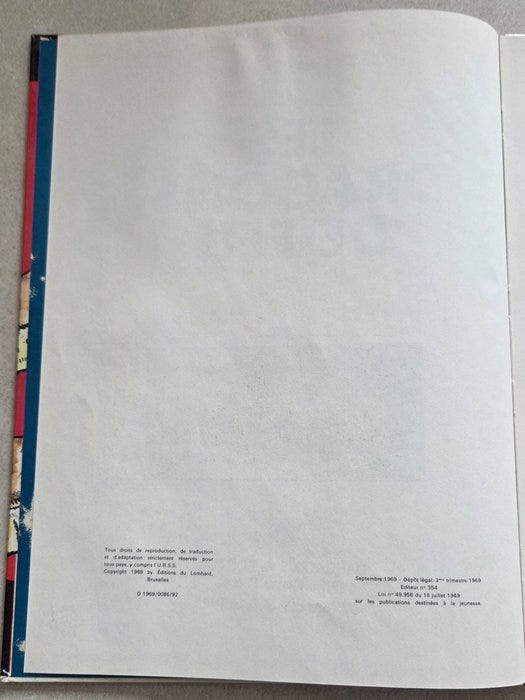 Tous droits de reproduction, de traduction
et d'adaptation strictement réservés pour
tous pays, y compris l'U.R.S.S.
Copyright 1969 by Éditions du Lombard,
Bruxelles
D 1969/0086/92
Septembre 1969 - Dépôt légal: 3me trimestre 1969
Editeur n° 354
Loi n° 49.956 du 16 juillet 1949
sur les publications destinées à la jeunesse.